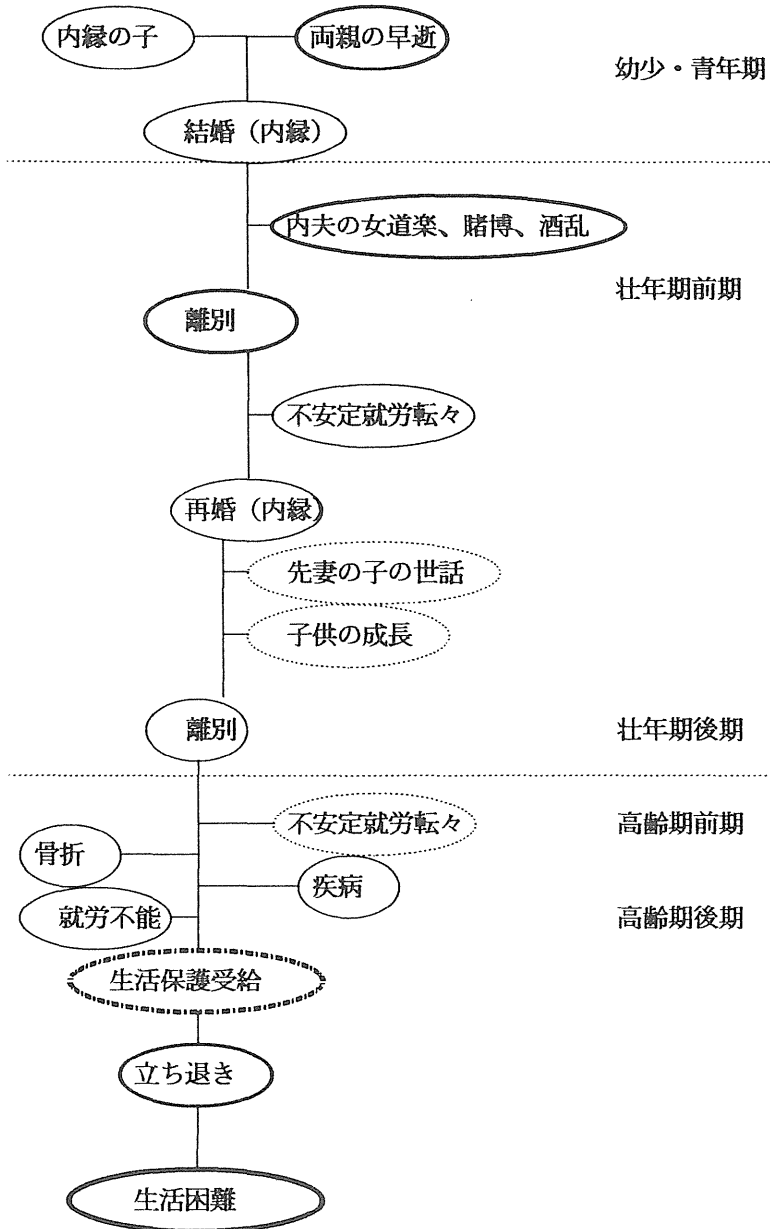 内縁の子
両親の早逝
幼少・青年期
結婚（内縁）
内夫の女道楽、賭博、酒乱
壮年期前期
離別
不安定就労転々
再婚（内縁）
先妻の子の世話
子供の成長
離別
壮年期後期
不安定就労転々
高齢期前期
骨折
疾病
就労不能
高齢期後期
生活保護受給
立ち退き
生活困難